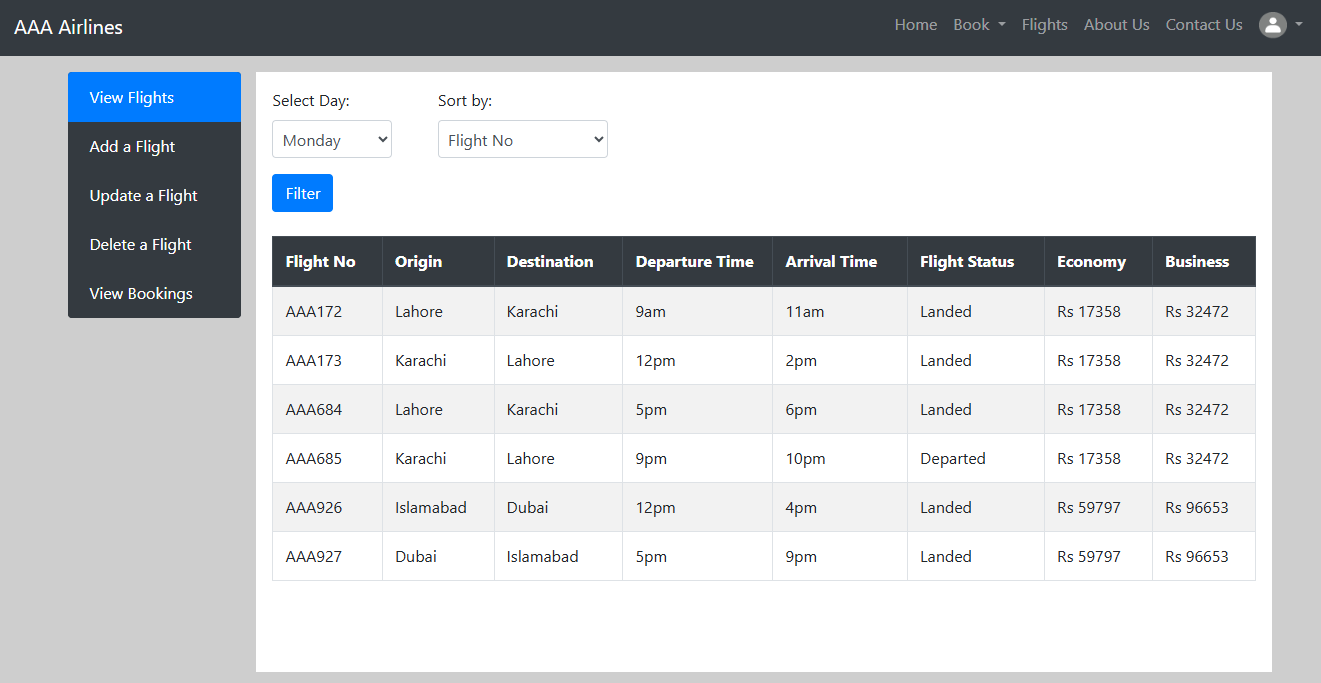 AAA Airlines
Home Book Flights About Us Contact Us
View Flights
Add a Flight
Update a Flight
Delete a Flight
View Bookings
Select Day: Sort by:
Monday Flight No
Filter
Flight No Origin Destination Departure Time Arrival Time Flight Status Economy Business
AAA172 Lahore Karachi 9am 11am Landed Rs 17358 Rs 32472
AAA173 Karachi Lahore 12pm 2pm Landed Rs 17358 Rs 32472
AAA684 Lahore Karachi 5pm 6pm Landed Rs 17358 Rs 32472
AAA685 Karachi Lahore 9pm 10pm Departed Rs 17358 Rs 32472
AAA926 Islamabad Dubai 12pm 4pm Landed Rs 59797 Rs 96653
AAA927 Dubai Islamabad 5pm 9pm Landed Rs 59797 Rs 96653